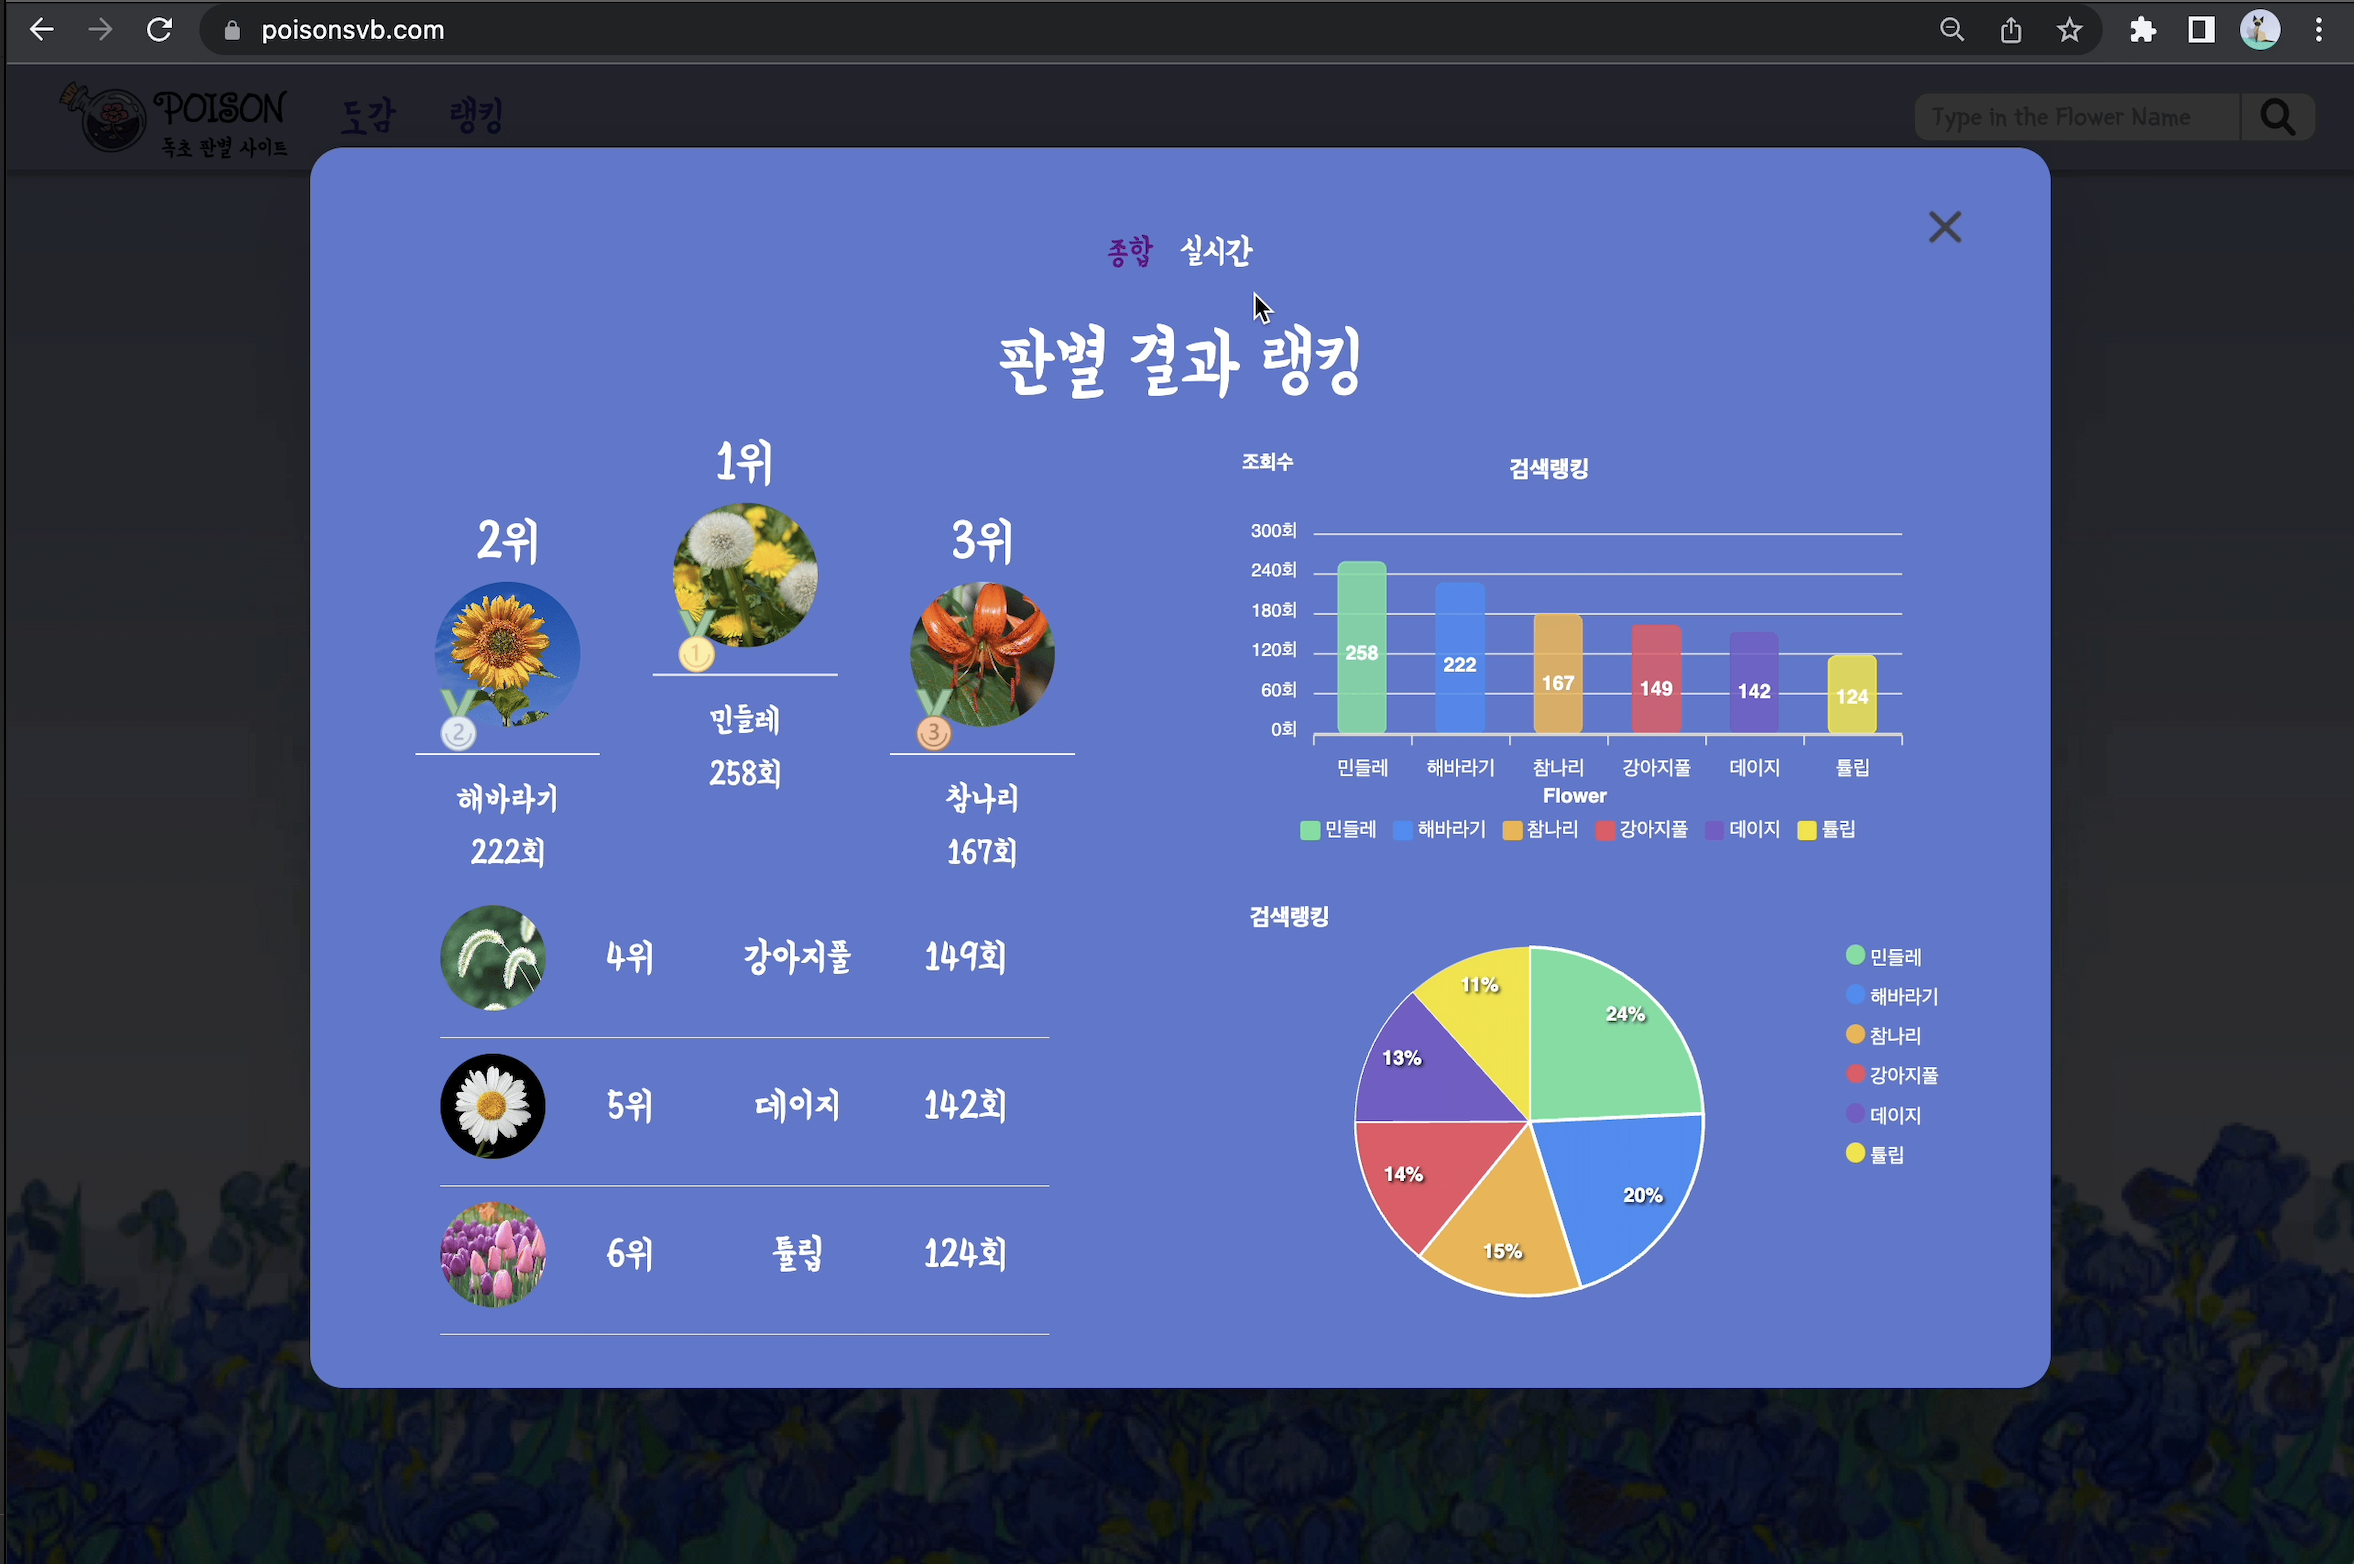 poisonsvb.com
POISON
독초 판별 사이트
도감 랭킹
Type in the Flower Name
종합 실시간
판별 결과 랭킹
1위
민들레
258회
2위
해바라기
222회
3위
참나리
167회
1
2
3
4위 강아지풀 149회
5위 데이지 142회
6위 튤립 124회
조회수
검색랭킹
300회
240회
180회
120회
60회
0회
258 222 167 149 142 124
민들레 해바라기 참나리 강아지풀 데이지 튤립
Flower
민들레 해바라기 참나리 강아지풀 데이지 튤립
검색랭킹
24%
20%
15%
14%
13%
11%
민들레
해바라기
참나리
강아지풀
데이지
튤립